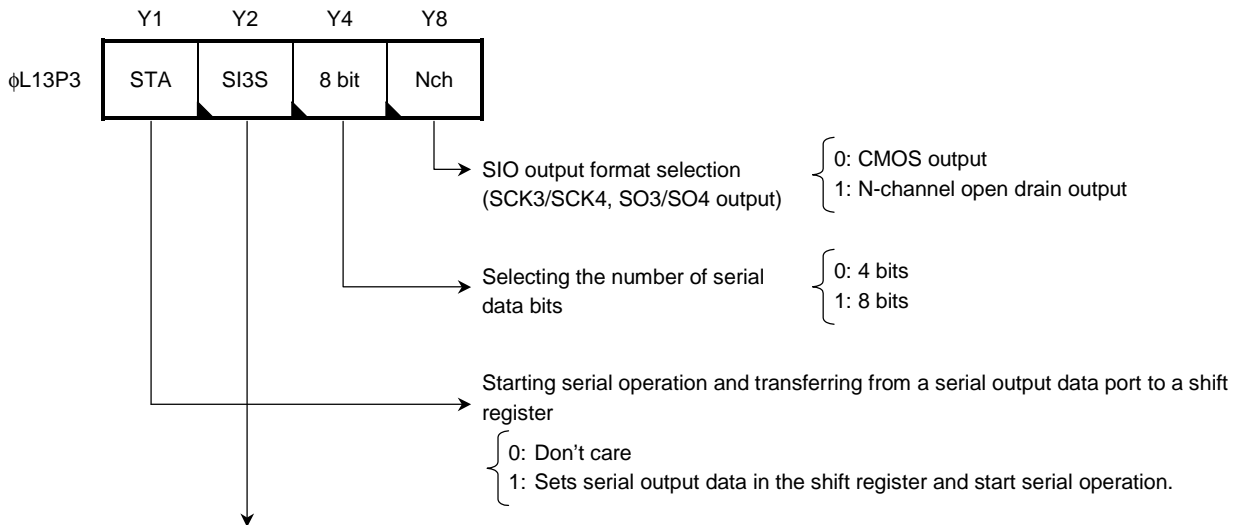 Y1 Y2 Y4 Y8
φL13P3 STA SI3S 8 bit Nch
SIO output format selection
(SCK3/SCK4, SO3/SO4 output)
0: CMOS output
1: N-channel open drain output
Selecting the number of serial
data bits
0: 4 bits
1: 8 bits
Starting serial operation and transferring from a serial output data port to a shift
register
0: Don’t care
1: Sets serial output data in the shift register and start serial operation.